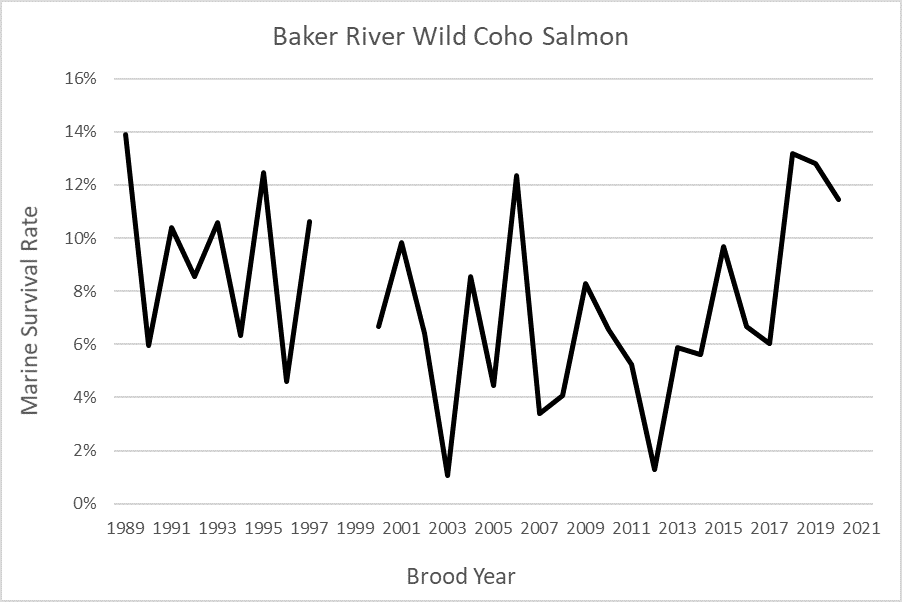 Baker River Wild Coho Salmon
16%
14%
12%
10%
8%
6%
4%
2%
0%
Marine Survival Rate
1989 1991 1993 1995 1997 1999 2001 2003 2005 2007 2009 2011 2013 2015 2017 2019 2021
Brood Year